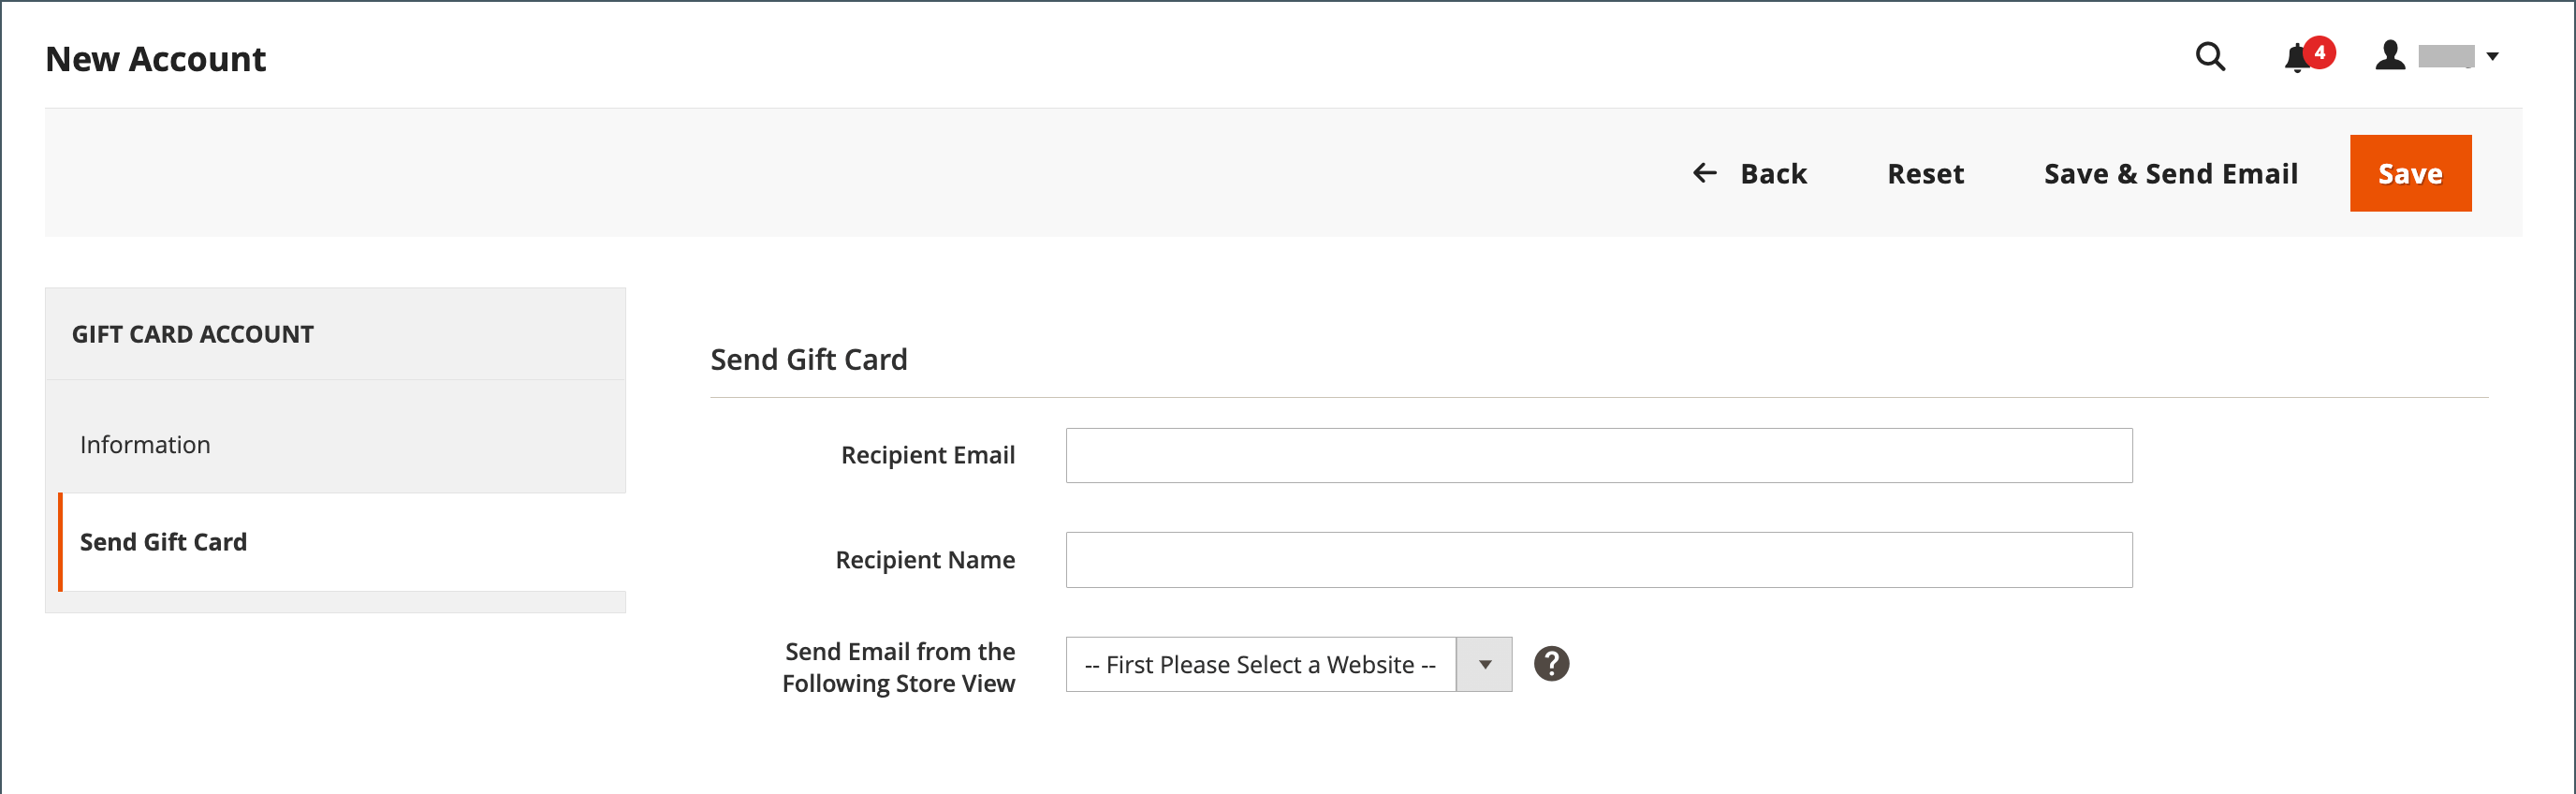 New Account
4
Back
Reset
Save & Send Email
Save
GIFT CARD ACCOUNT
Information
Send Gift Card
Send Gift Card
Recipient Email
Recipient Name
Send Email from the
Following Store View
-- First Please Select a Website --
?